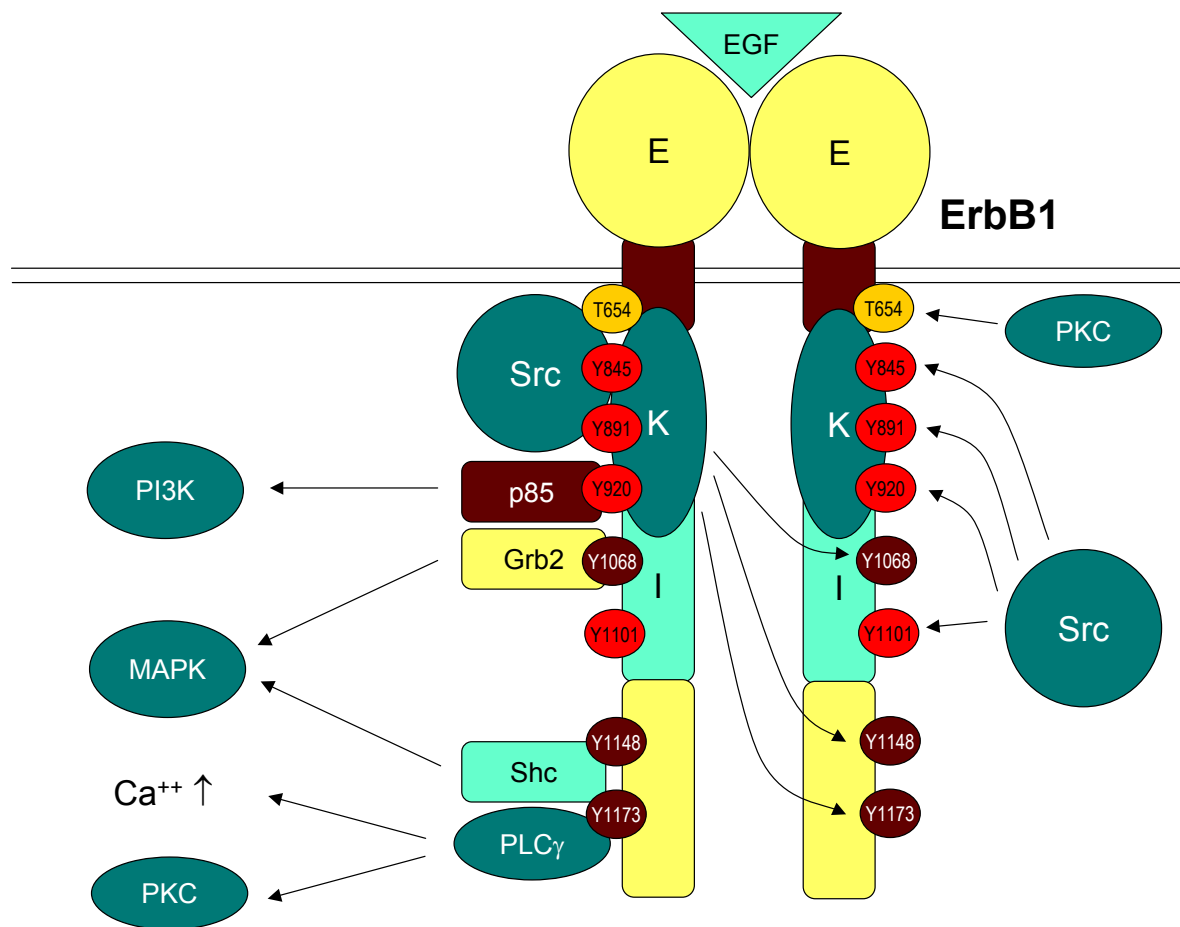 EGF
E
E
ErbB1
T654
T654
PKC
Src
Y845
Y845
K
K
Y891
Y891
PI3K
p85
Y920
Y920
Grb2
Y1068
Y1068
I
I
Y1101
Y1101
Src
MAPK
Y1148
Y1148
Shc
Ca++ ↑
Y1173
Y1173
PLCγ
PKC